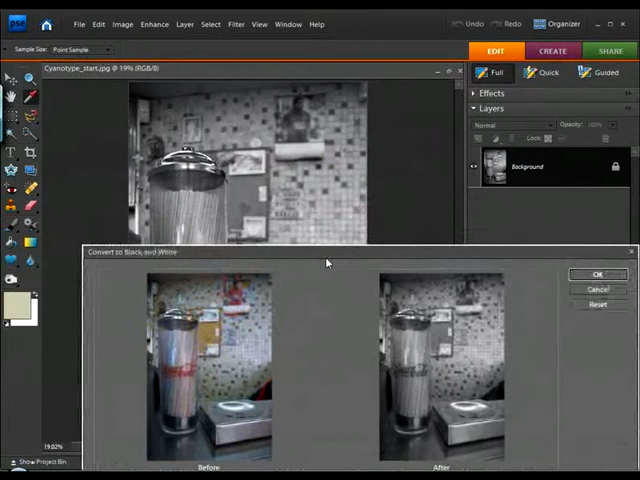 pse File Edit Image Enhance Layer Select Filter View Window Help Undo Redo Organizer
Sample Size: Point Sample EDIT CREATE SHARE
Cyanotype_start.jpg @ 19% (RGB/8)
Full Quick Guided
Effects
Layers
Normal Opacity: 100%
Lock:
Background
Convert to Black and White
OK
Cancel
Reset
19.02%
Show Project Bin
Before After